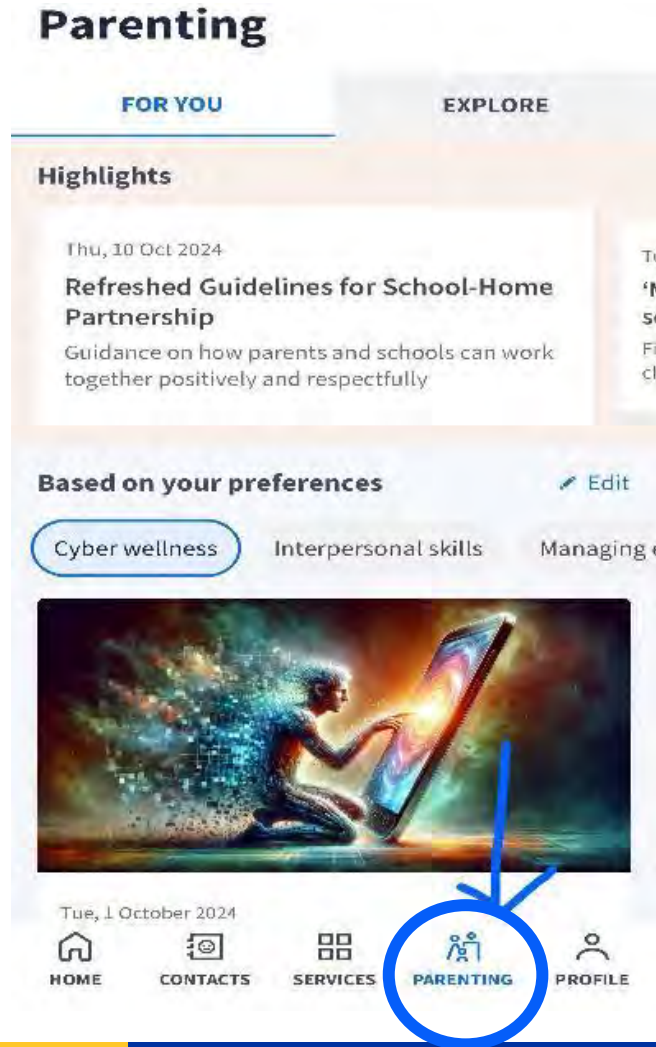 Parenting
FOR YOU EXPLORE
Highlights
Thu, 10 Oct 2024
Refreshed Guidelines for School-Home
Partnership
Guidance on how parents and schools can work
together positively and respectfully
Based on your preferences Edit
Cyber wellness Interpersonal skills Managing
Tue, 1 October 2024
HOME CONTACTS SERVICES PARENTING PROFILE